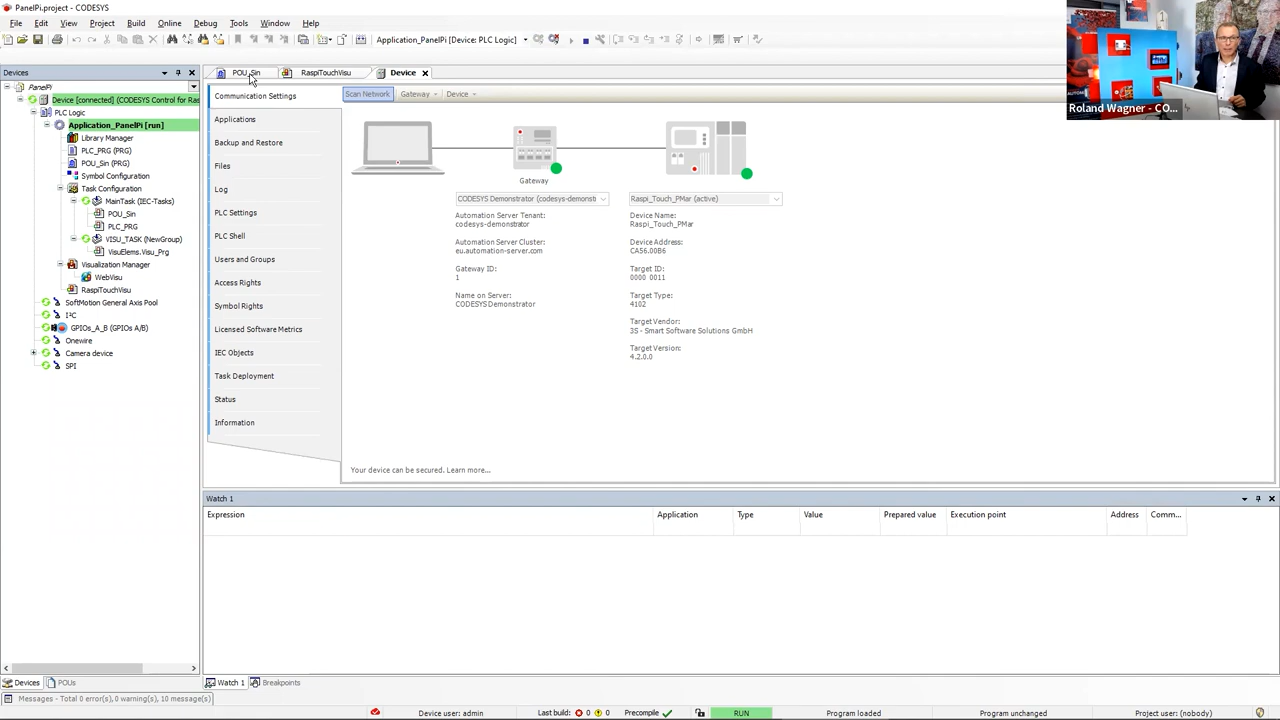 PanelPi.project - CODESYS
File Edit View Project Build Online Debug Tools Window Help
Application_PanelPi [Device: PLC Logic]
Devices
PanelPi
Device [connected] (CODESYS Control for Ras
PLC Logic
Application_PanelPi [run]
Library Manager
PLC_PRG (PRG)
POU_Sin (PRG)
Symbol Configuration
Task Configuration
MainTask (IEC-Tasks)
POU_Sin
PLC_PRG
VISU_TASK (NewGroup)
VisuElems.Visu_Prg
Visualization Manager
WebVisu
RaspiTouchVisu
SoftMotion General Axis Pool
I²C
GPIOs_A_B (GPIOs A/B)
Onewire
Camera device
SPI
Devices POUs
POU_Sin RaspiTouchVisu Device
Communication Settings
Applications
Backup and Restore
Files
Log
PLC Settings
PLC Shell
Users and Groups
Access Rights
Symbol Rights
Licensed Software Metrics
IEC Objects
Task Deployment
Status
Information
Scan Network Gateway Device
Gateway
CODESYS Demonstrator (codesys-demonst
Automation Server Tenant:
codesys-demonstrator
Automation Server Cluster:
eu.automation-server.com
Gateway ID:
1
Name on Server:
CODESYS Demonstrator
Raspi_Touch_PMar (active)
Device Name:
Raspi_Touch_PMar
Device Address:
CA56.00B6
Target ID:
0000 0011
Target Type:
4102
Target Vendor:
3S - Smart Software Solutions GmbH
Target Version:
4.2.0.0
Your device can be secured. Learn more...
Roland Wagner - CO...
Watch 1
Expression Application Type Value Prepared value Execution point Address Comm...
Watch 1 Breakpoints
Messages - Total 0 error(s), 0 warning(s), 10 message(s)
Device user: admin Last build: 0 0 Precompile RUN Program loaded Program unchanged Project user: (nobody)